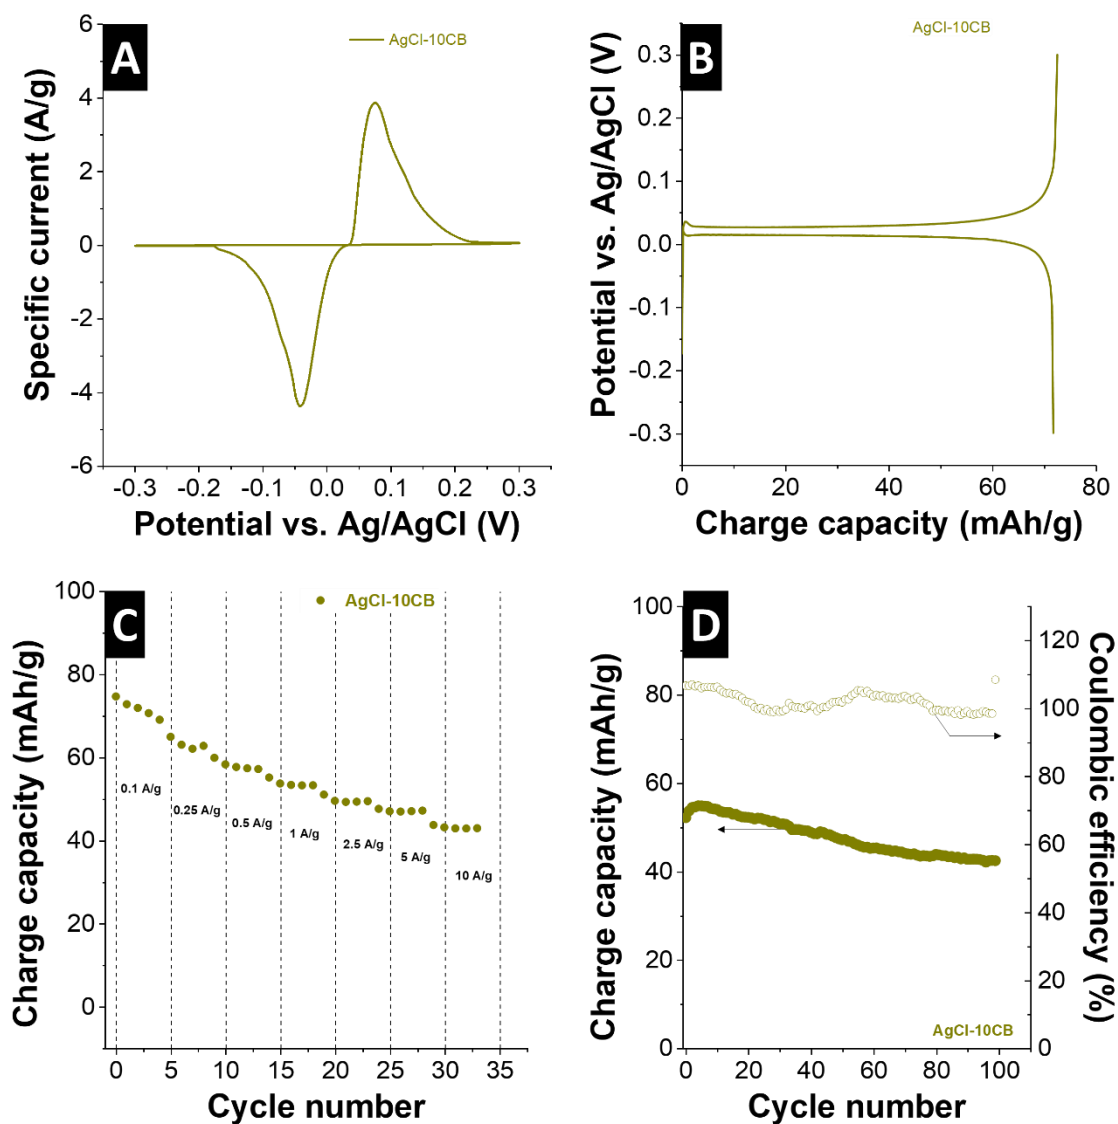 A
AgCl-10CB
Specific current (A/g)
6
4
2
0
-2
-4
-6
-0.3
-0.2
-0.1
0.0
0.1
0.2
0.3
Potential vs. Ag/AgCl (V)
B
AgCl-10CB
Potential vs. Ag/AgCl (V)
0.3
0.2
0.1
0.0
-0.1
-0.2
-0.3
0
20
40
60
80
Charge capacity (mAh/g)
C
AgCl-10CB
Charge capacity (mAh/g)
100
80
60
40
20
0
0.1 A/g
0.25 A/g
0.5 A/g
1 A/g
2.5 A/g
5 A/g
10 A/g
0
5
10
15
20
25
30
35
Cycle number
D
Charge capacity (mAh/g)
100
80
60
40
20
0
120
100
80
60
40
20
0
Coulombic efficiency (%)
AgCl-10CB
0
20
40
60
80
100
Cycle number